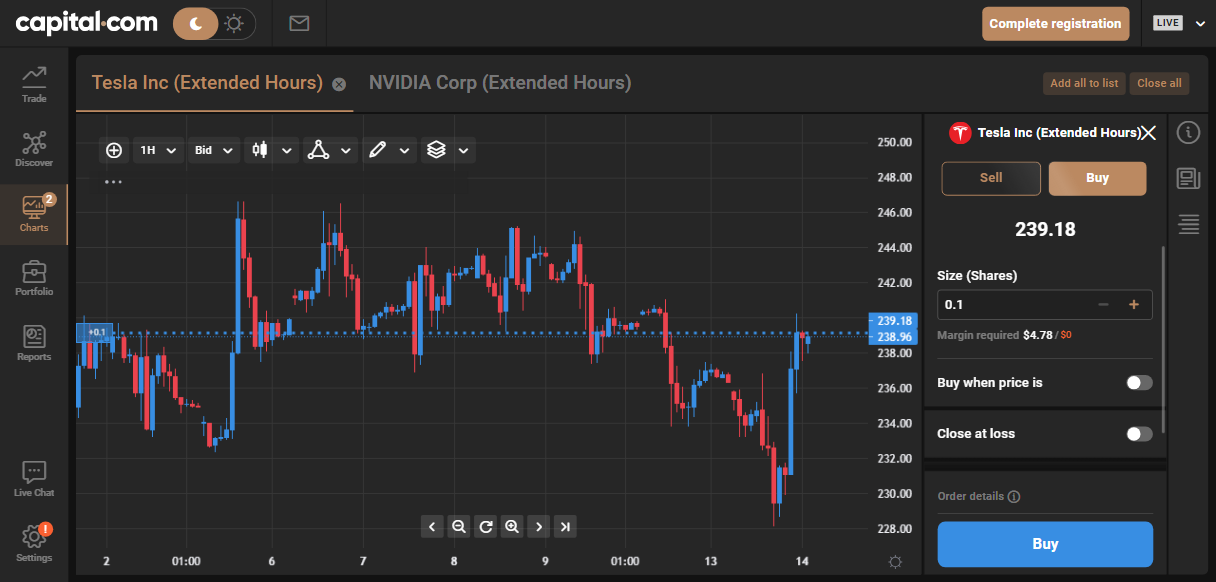 capital.com
Complete registration
LIVE
Trade
Discover
2
Charts
Portfolio
Reports
Live Chat
!
Settings
Tesla Inc (Extended Hours)
NVIDIA Corp (Extended Hours)
Add all to list
Close all
1H
Bid
...
+0.1
250.00
248.00
246.00
244.00
242.00
239.18
238.96
238.00
236.00
234.00
232.00
230.00
228.00
2
01:00
6
7
8
9
01:00
13
14
Tesla Inc (Extended Hours)
Sell
Buy
239.18
Size (Shares)
0.1
Margin required $4.78 / $0
Buy when price is
Close at loss
Order details
Buy